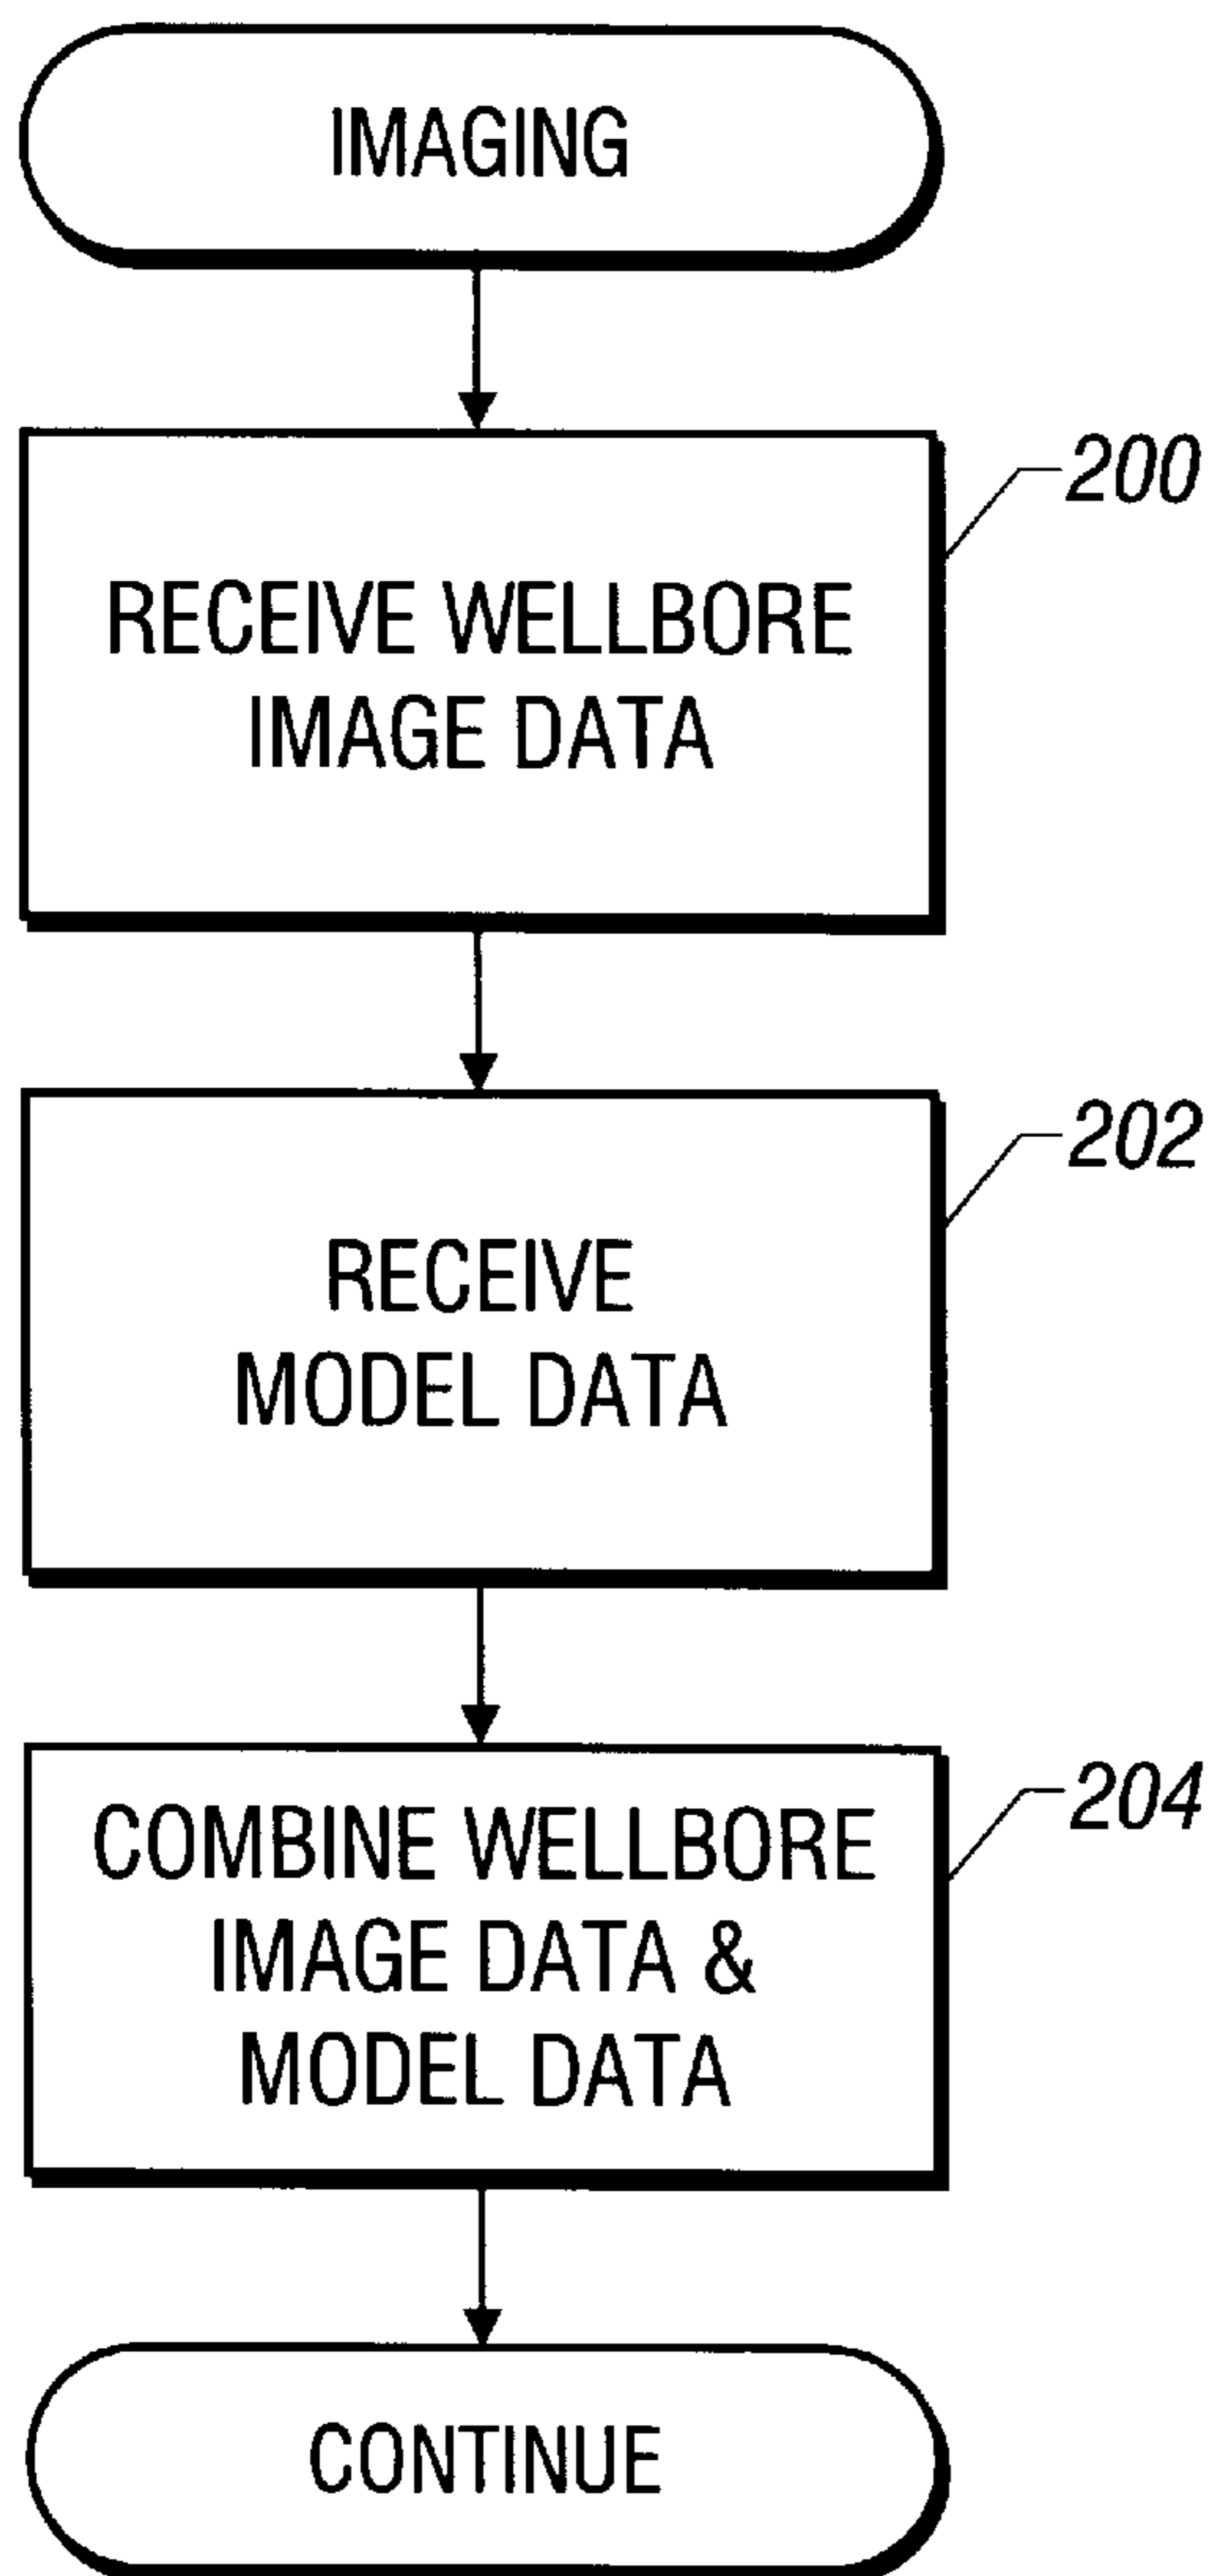 IMAGING
200
RECEIVE WELLBORE
IMAGE DATA
202
RECEIVE
MODEL DATA
204
COMBINE WELLBORE
IMAGE DATA &
MODEL DATA
CONTINUE